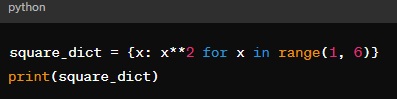 python
square_dict = {x: x**2 for x in range(1, 6)}
print(square_dict)